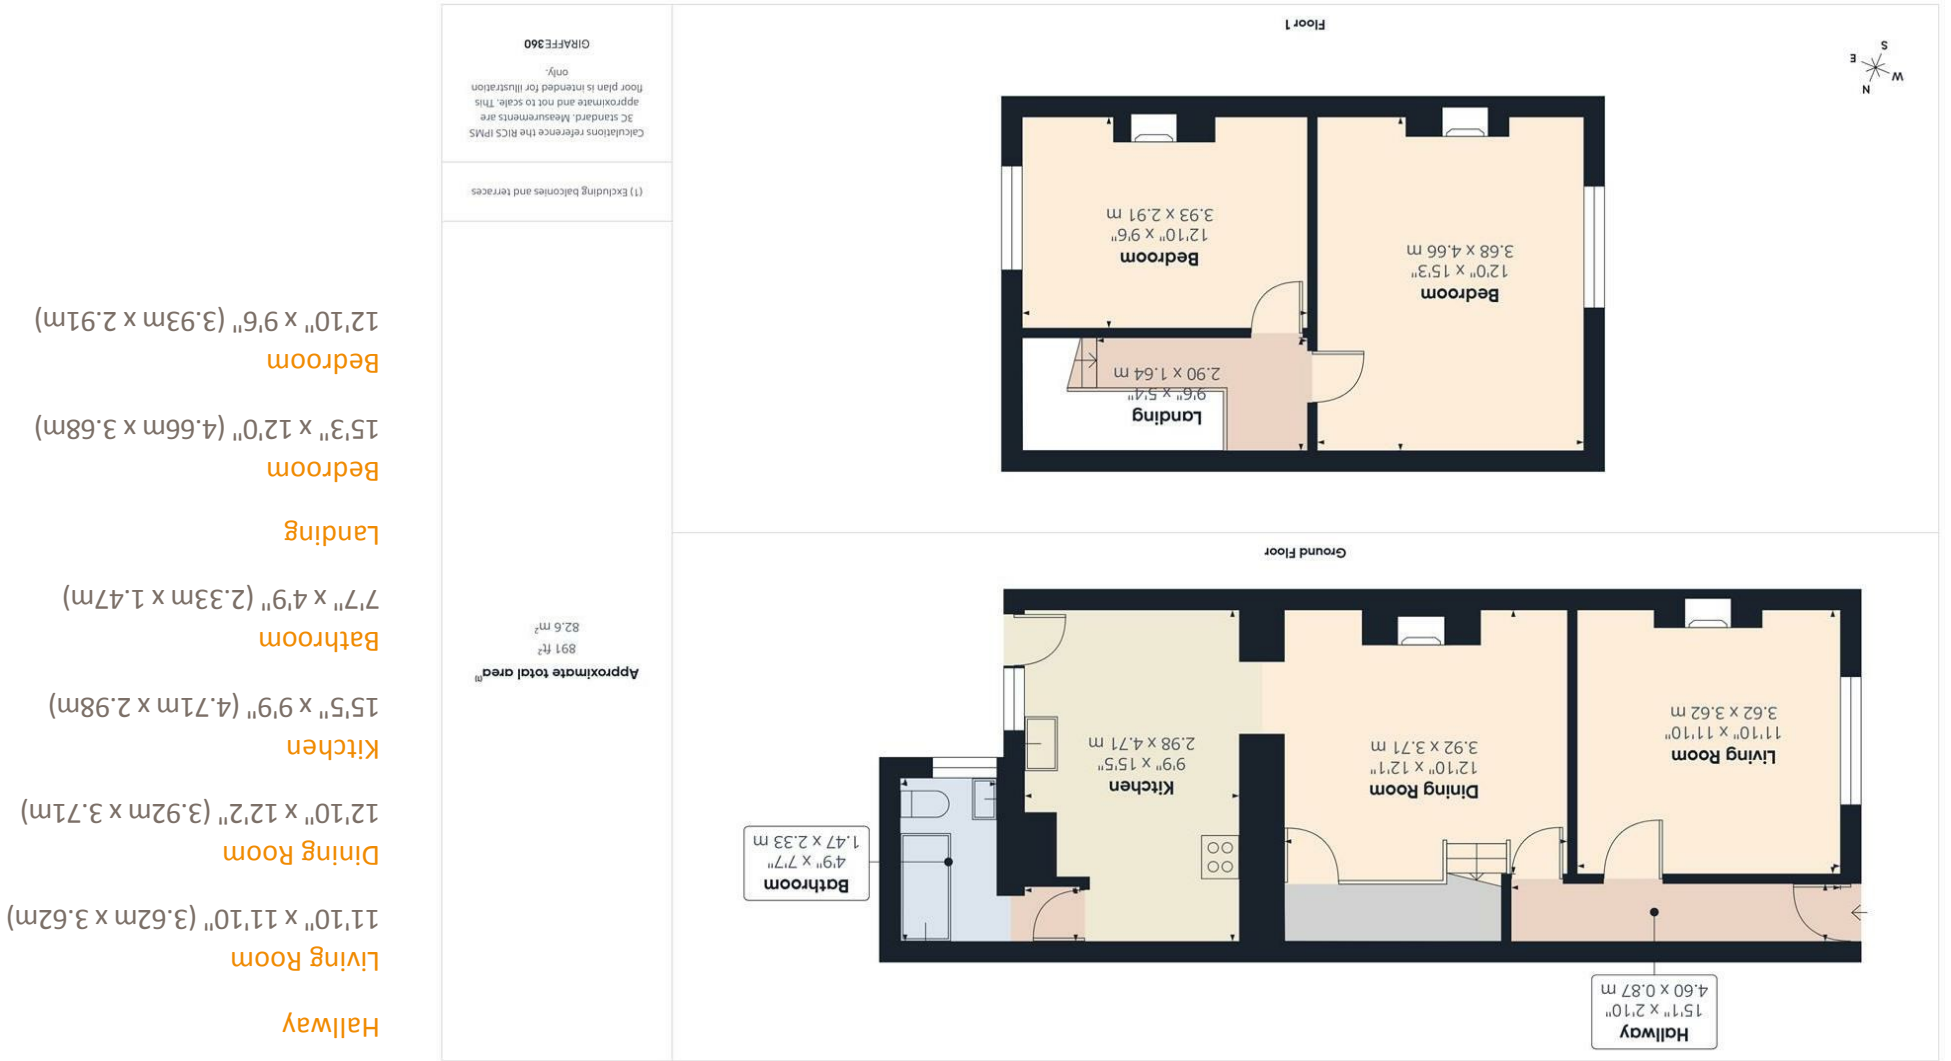 Hallway
Living Room
11'10" x 11'10" (3.62m x 3.62m)
Dining Room
12'10" x 12'2" (3.92m x 3.71m)
Kitchen
15'5" x 9'9" (4.71m x 2.98m)
Bathroom
7'7" x 4'9" (2.33m x 1.47m)
Landing
Bedroom
15'3" x 12'0" (4.66m x 3.68m)
Bedroom
12'10" x 9'6" (3.93m x 2.91m)
Hallway
15'1" x 2'10"
4.60 x 0.87 m
Living Room
11'10" x 11'10"
3.62 x 3.62 m
Dining Room
12'10" x 12'1"
3.92 x 3.71 m
Kitchen
9'9" x 15'5"
2.98 x 4.71 m
Bathroom
4'9" x 7'7"
1.47 x 2.33 m
Ground Floor
Landing
9'6" x 5'4"
2.90 x 1.64 m
Bedroom
12'0" x 15'3"
3.68 x 4.66 m
Bedroom
12'10" x 9'6"
3.93 x 2.91 m
N
W
E
S
Floor 1
Approximate total area (1)
891 ft²
82.6 m²
(1) Excluding balconies and terraces
Calculations reference the RICS IPMS
3C standard. Measurements are
approximate and not to scale. This
floor plan is intended for illustration
only.
GIRAFFE360